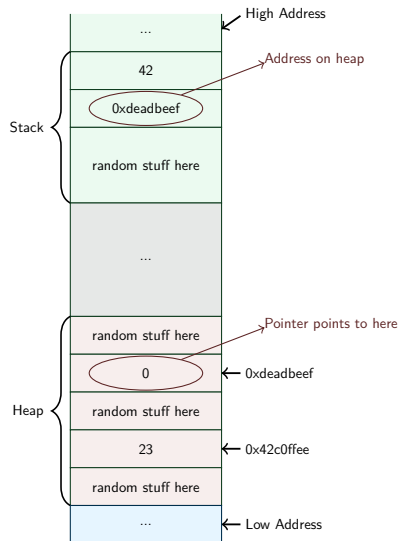 ...
High Address
42
Address on heap
0xdeadbeef
Stack
random stuff here
...
random stuff here
Pointer points to here
0
0xdeadbeef
Heap
random stuff here
23
0x42c0ffee
random stuff here
...
Low Address